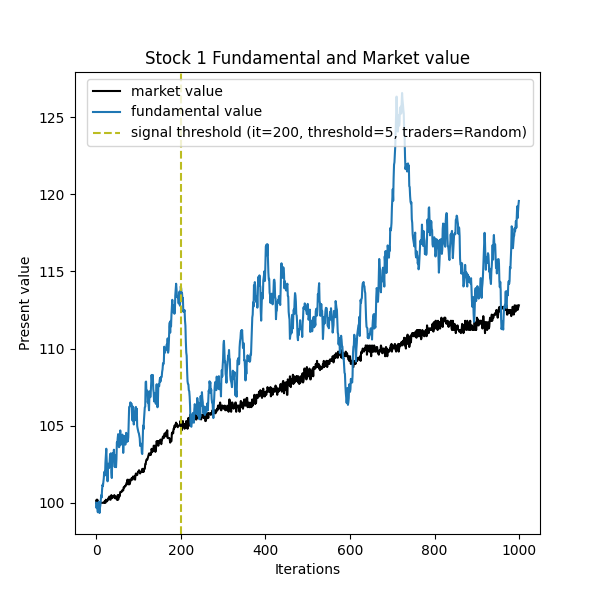 Stock 1 Fundamental and Market value
market value
fundamental value
signal threshold (it=200, threshold=5, traders=Random)
Present value
125
120
115
110
105
100
0 200 400 600 800 1000
Iterations